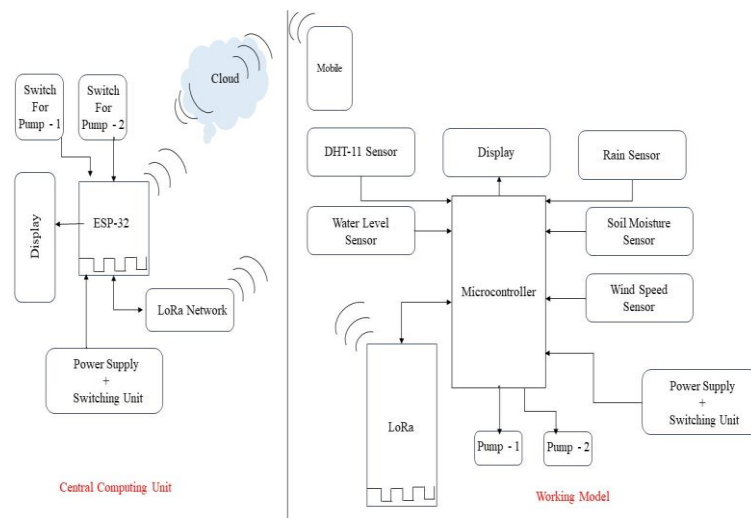 Cloud
Switch
For
Pump - 1
Switch
For
Pump - 2
ESP-32
Display
LoRa Network
Power Supply
+
Switching Unit
Central Computing Unit
Mobile
DHT-11 Sensor
Display
Rain Sensor
Water Level
Sensor
Soil Moisture
Sensor
Microcontroller
Wind Speed
Sensor
LoRa
Power Supply
+
Switching Unit
Pump - 1
Pump - 2
Working Model